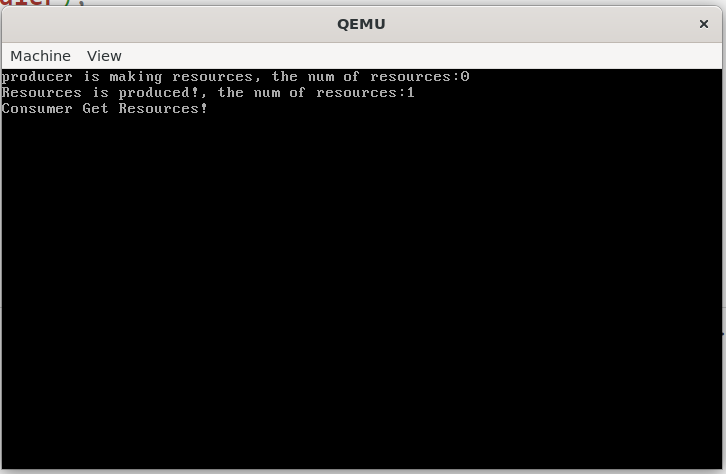 QEMU
Machine View
producer is making resources, the num of resources:0
Resources is produced!, the num of resources:1
Consumer Get Resources!